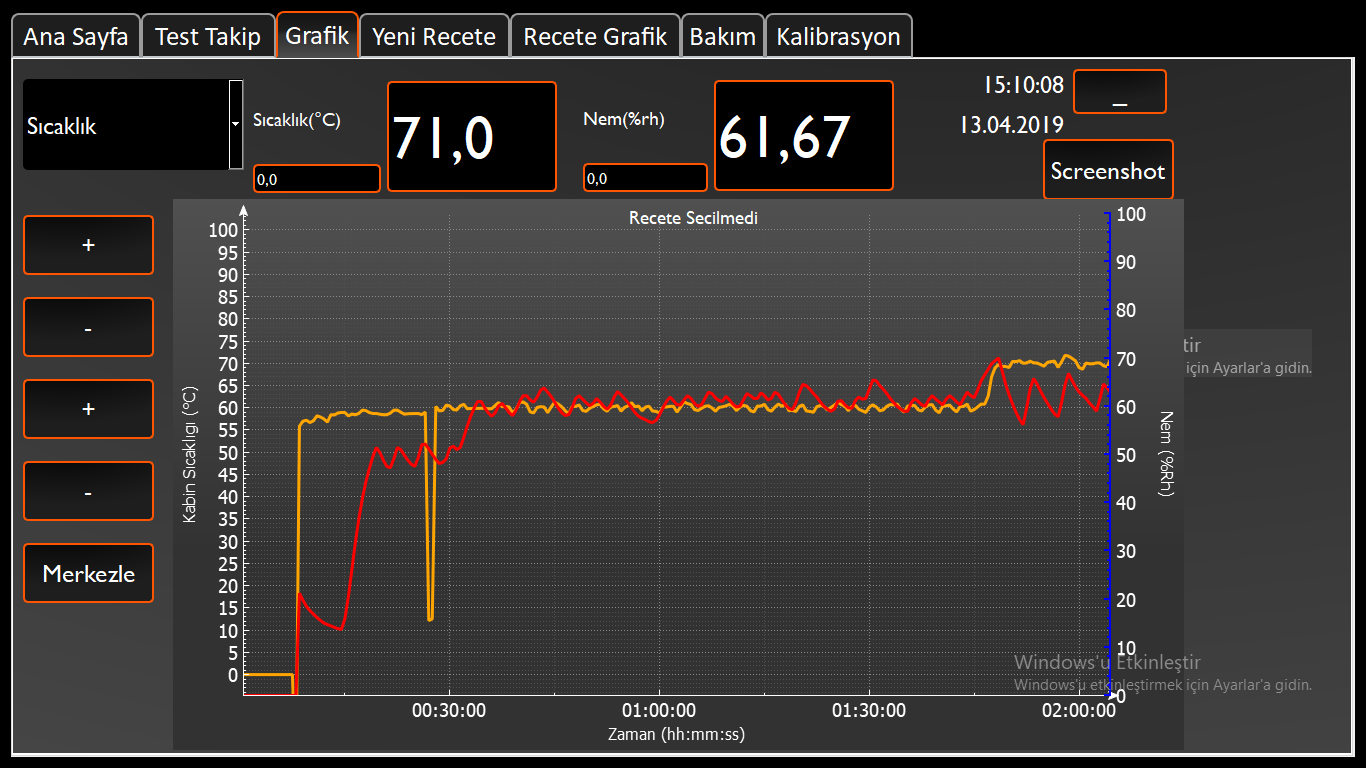 Ana Sayfa Test Takip Grafik Yeni Recete Recete Grafik Bakım Kalibrasyon
Sıcaklık
Sıcaklık(°C)
0,0
71,0
Nem(%rh)
0,0
61,67
15:10:08
_
13.04.2019
Screenshot
+
-
+
-
Merkezle
Recete Secilmedi
Kabin Sıcaklıgı (°C)
100
95
90
85
80
75
70
65
60
55
50
45
40
35
30
25
20
15
10
5
0
100
90
80
70
60
50
40
30
20
10
0
Nem (%Rh)
00:30:00 01:00:00 01:30:00 02:00:00
Zaman (hh:mm:ss)
tir
için Ayarlar'a gidin.
Windows'u Etkinleştir
Windows'u etkinleştirmek için Ayarlar'a gidin.